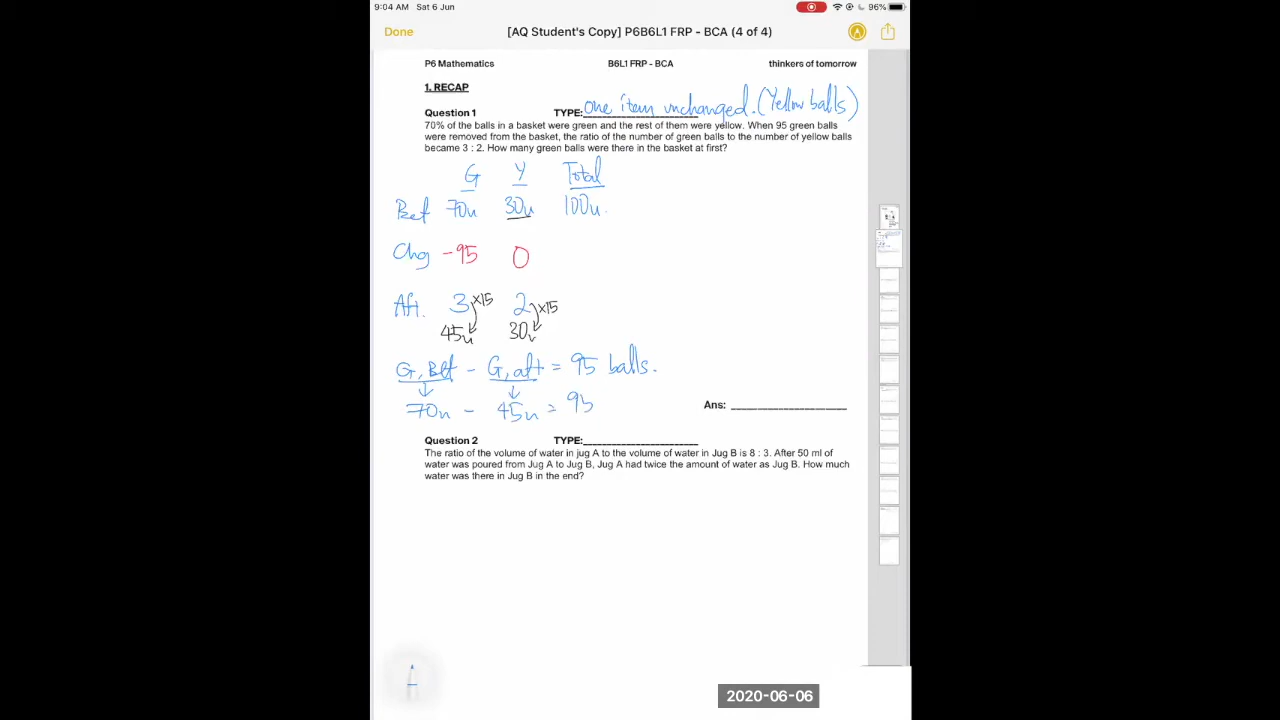 9:04 AM Sat 6 Jun 96%
Done [AQ Student's Copy] P6B6L1 FRP - BCA (4 of 4)
P6 Mathematics B6L1 FRP - BCA thinkers of tomorrow
1. RECAP
Question 1 TYPE: One item unchanged. (Yellow balls)
70% of the balls in a basket were green and the rest of them were yellow. When 95 green balls
were removed from the basket, the ratio of the number of green balls to the number of yellow balls
became 3 : 2. How many green balls were there in the basket at first?
G Y Total
Bef 70u 30u 100u.
Chg -95 0
Aft. 3 ×15 2 ×15
45u 30u
G, Bef - G, aft = 95 balls.
70u - 45u = 95
Ans: ____________________
Question 2 TYPE:____________________
The ratio of the volume of water in jug A to the volume of water in Jug B is 8 : 3. After 50 ml of
water was poured from Jug A to Jug B, Jug A had twice the amount of water as Jug B. How much
water was there in Jug B in the end?
2020-06-06